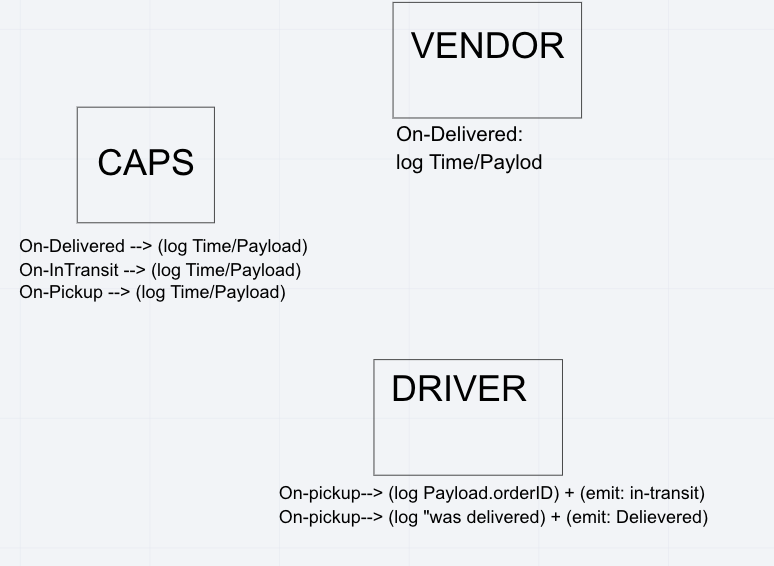 VENDOR
On-Delivered:
log Time/Paylod
CAPS
On-Delivered --> (log Time/Payload)
On-InTransit --> (log Time/Payload)
On-Pickup --> (log Time/Payload)
DRIVER
On-pickup--> (log Payload.orderID) + (emit: in-transit)
On-pickup--> (log "was delivered) + (emit: Delievered)